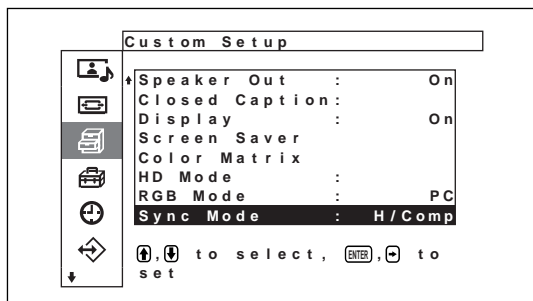 Custom Setup
Speaker Out : On
Closed Caption:
Display : On
Screen Saver
Color Matrix
HD Mode :
RGB Mode : PC
Sync Mode : H/Comp
↑,↓ to select, ENTER,→ to
set